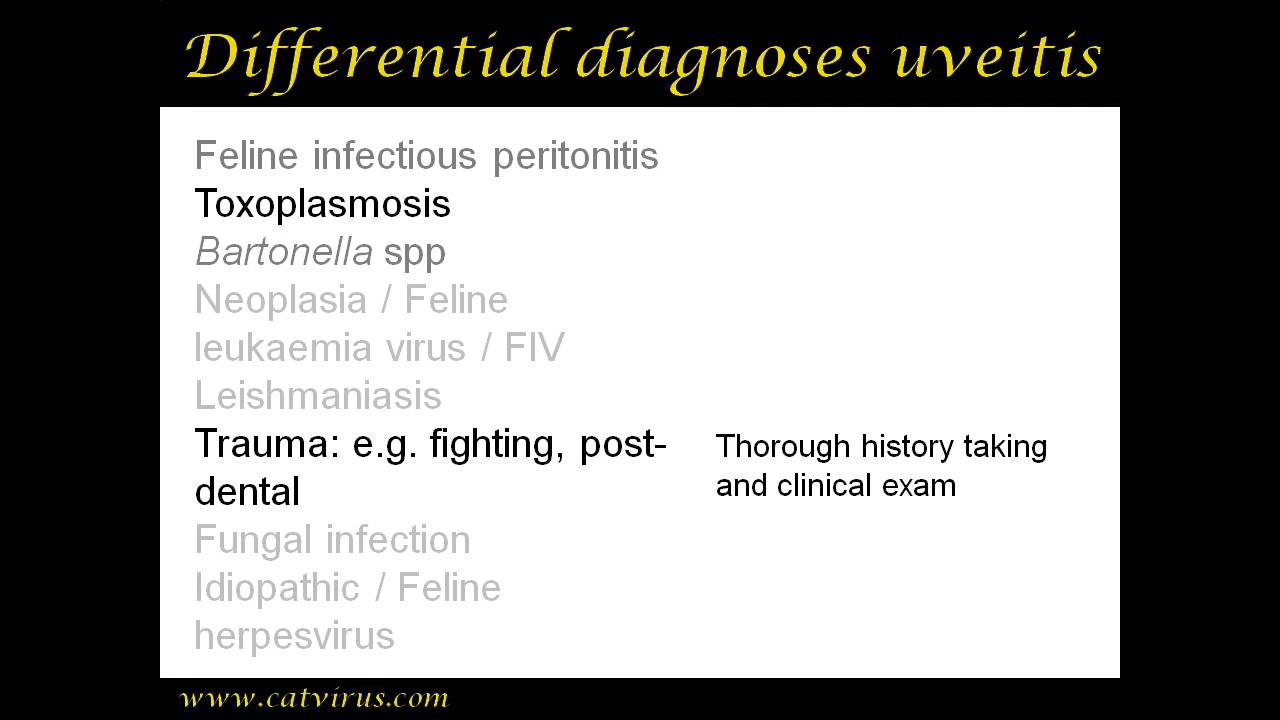 Differential diagnoses uveitis
Feline infectious peritonitis
Toxoplasmosis
Bartonella spp
Neoplasia / Feline
leukaemia virus / FIV
Leishmaniasis
Trauma: e.g. fighting, post-
dental
Thorough history taking
and clinical exam
Fungal infection
Idiopathic / Feline
herpesvirus
www.catvirus.com